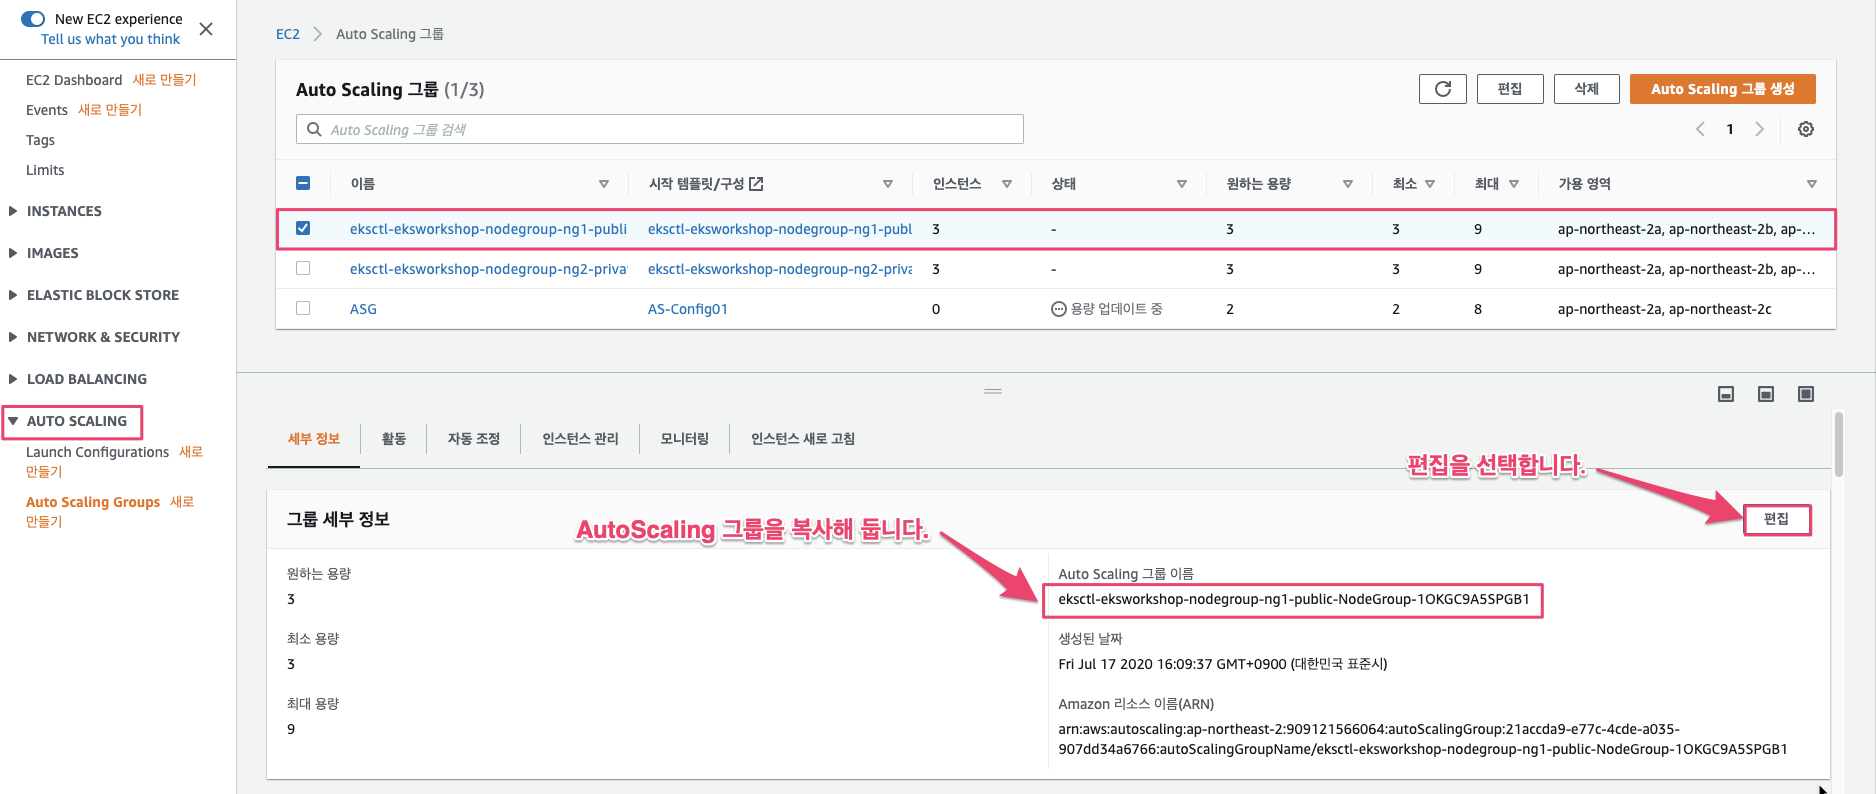 New EC2 experience
Tell us what you think
EC2 Dashboard 새로 만들기
Events 새로 만들기
Tags
Limits
INSTANCES
IMAGES
ELASTIC BLOCK STORE
NETWORK & SECURITY
LOAD BALANCING
AUTO SCALING
Launch Configurations 새로
만들기
Auto Scaling Groups 새로
만들기
EC2 Auto Scaling 그룹
Auto Scaling 그룹 (1/3)
편집 삭제 Auto Scaling 그룹 생성
Auto Scaling 그룹 검색
1
이름 시작 템플릿/구성 인스턴스 상태 원하는 용량 최소 최대 가용 영역
eksctl-eksworkshop-nodegroup-ng1-publi eksctl-eksworkshop-nodegroup-ng1-publ 3 - 3 3 9 ap-northeast-2a, ap-northeast-2b, ap-...
eksctl-eksworkshop-nodegroup-ng2-priva eksctl-eksworkshop-nodegroup-ng2-priva 3 - 3 3 9 ap-northeast-2a, ap-northeast-2b, ap-...
ASG AS-Config01 0 용량 업데이트 중 2 2 8 ap-northeast-2a, ap-northeast-2c
세부 정보 활동 자동 조정 인스턴스 관리 모니터링 인스턴스 새로 고침
편집을 선택합니다.
그룹 세부 정보
편집
AutoScaling 그룹을 복사해 둡니다.
원하는 용량
3
최소 용량
3
최대 용량
9
Auto Scaling 그룹 이름
eksctl-eksworkshop-nodegroup-ng1-public-NodeGroup-1OKGC9A5SPGB1
생성된 날짜
Fri Jul 17 2020 16:09:37 GMT+0900 (대한민국 표준시)
Amazon 리소스 이름(ARN)
arn:aws:autoscaling:ap-northeast-2:909121566064:autoScalingGroup:21accda9-e77c-4cde-a035-
907dd34a6766:autoScalingGroupName/eksctl-eksworkshop-nodegroup-ng1-public-NodeGroup-1OKGC9A5SPGB1